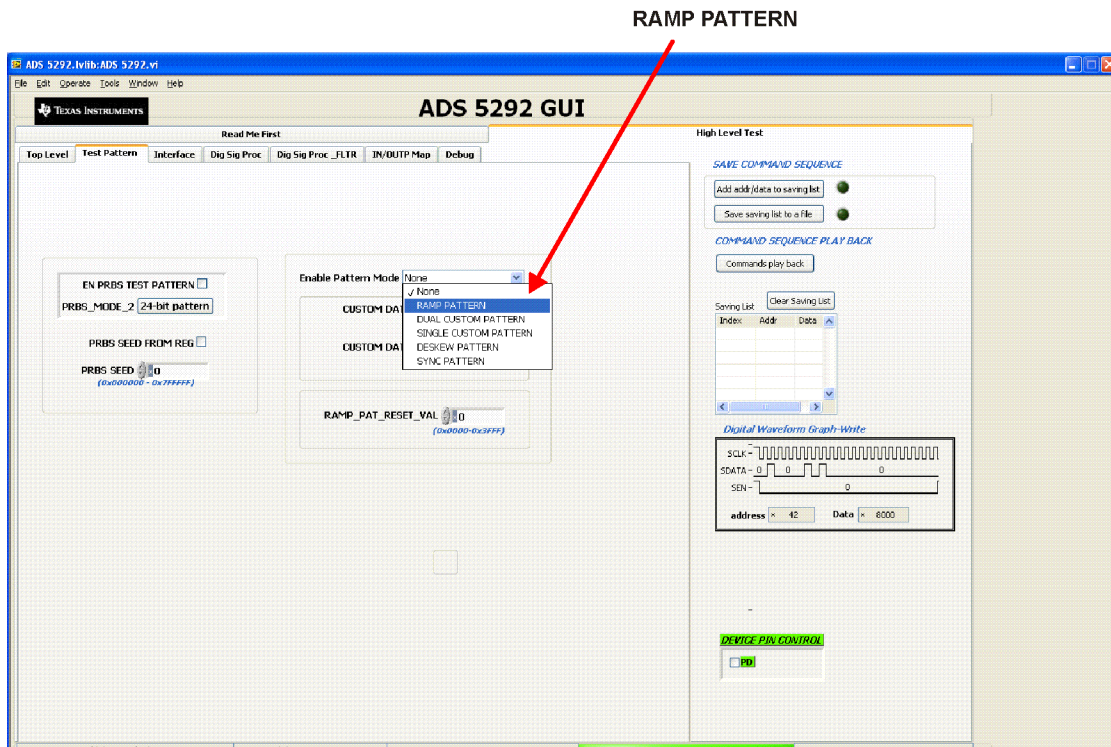 RAMP PATTERN
ADS 5292.lvlib:ADS 5292.vi
File Edit Operate Tools Window Help
TEXAS INSTRUMENTS
ADS 5292 GUI
Read Me First
High Level Test
Top Level Test Pattern Interface Dig Sig Proc Dig Sig Proc _FLTR IN/OUTP Map Debug
EN PRBS TEST PATTERN
PRBS_MODE_2 24-bit pattern
PRBS SEED FROM REG
PRBS SEED 0
(0x000000 - 0x7FFFFF)
Enable Pattern Mode None
None
RAMP PATTERN
DUAL CUSTOM PATTERN
SINGLE CUSTOM PATTERN
DESKEW PATTERN
SYNC PATTERN
CUSTOM DAT
CUSTOM DAT
RAMP_PAT_RESET_VAL 0
(0x0000-0x3FFF)
SAVE COMMAND SEQUENCE
Add addr/data to saving list
Save saving list to a file
COMMAND SEQUENCE PLAY BACK
Commands play back
Saving List Clear Saving List
Index Addr Data
Digital Waveform Graph-Write
SCLK
SDATA 0 0 0
SEN 0
address x 42 Data x 8000
DEVICE PIN CONTROL
PD